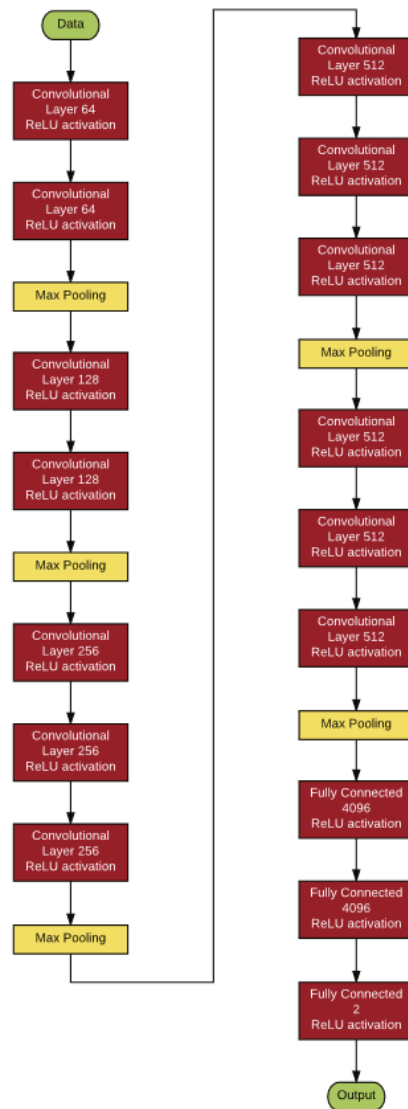 Data
Convolutional
Layer 64
ReLU activation
Convolutional
Layer 64
ReLU activation
Max Pooling
Convolutional
Layer 128
ReLU activation
Convolutional
Layer 128
ReLU activation
Max Pooling
Convolutional
Layer 256
ReLU activation
Convolutional
Layer 256
ReLU activation
Convolutional
Layer 256
ReLU activation
Max Pooling
Convolutional
Layer 512
ReLU activation
Convolutional
Layer 512
ReLU activation
Convolutional
Layer 512
ReLU activation
Max Pooling
Convolutional
Layer 512
ReLU activation
Convolutional
Layer 512
ReLU activation
Convolutional
Layer 512
ReLU activation
Max Pooling
Fully Connected
4096
ReLU activation
Fully Connected
4096
ReLU activation
Fully Connected
2
ReLU activation
Output